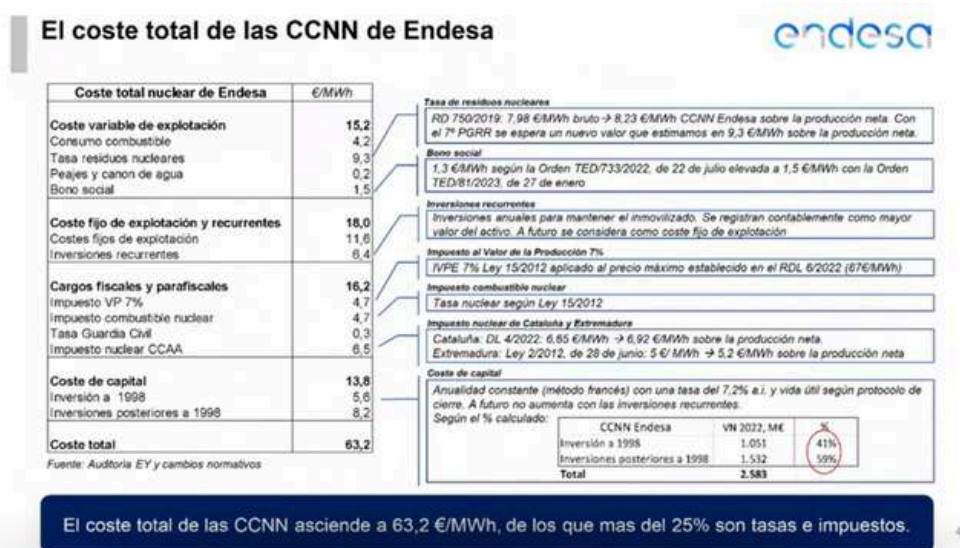 El coste total de las CCNN de Endesa
endesa
Coste total nuclear de Endesa €/MWh
Coste variable de explotación 15,2
Consumo combustible 4,2
Tasa residuos nucleares 9,3
Peajes y canon de agua 0,2
Bono social 1,5
Coste fijo de explotación y recurrentes 18,0
Costes fijos de explotación 11,6
Inversiones recurrentes 6,4
Cargos fiscales y parafiscales 16,2
Impuesto VP 7% 4,7
Impuesto combustible nuclear 4,7
Tasa Guardia Civil 0,3
Impuesto nuclear CCAA 6,5
Coste de capital 13,8
Inversión a 1998 5,6
Inversiones posteriores a 1998 8,2
Coste total 63,2
Fuente: Auditoria EY y cambios normativos
Tasa de residuos nucleares
RD 750/2019: 7,98 €/MWh bruto → 8,23 €/MWh CCNN Endesa sobre la producción neta. Con
el 7º PGRR se espera un nuevo valor que estimamos en 9,3 €/MWh sobre la producción neta.
Bono social
1,3 €/MWh según la Orden TED/733/2022, de 22 de julio elevada a 1,5 €/MWh con la Orden
TED/81/2023, de 27 de enero
Inversiones recurrentes
Inversiones anuales para mantener el inmovilizado. Se registran contablemente como mayor
valor del activo. A futuro se considera como coste fijo de explotación
Impuesto al Valor de la Producción 7%
IVPE 7% Ley 15/2012 aplicado al precio máximo establecido en el RDL 6/2022 (67€/MWh)
Impuesto combustible nuclear
Tasa nuclear según Ley 15/2012
Impuesto nuclear de Cataluña y Extremadura
Cataluña: DL 4/2022: 6,65 €/MWh → 6,92 €/MWh sobre la producción neta.
Extremadura: Ley 2/2012, de 28 de junio: 5 €/ MWh → 5,2 €/MWh sobre la producción neta
Coste de capital
Anualidad constante (método francés) con una tasa del 7,2% a.i. y vida útil según protocolo de
cierre. A futuro no aumenta con las inversiones recurrentes.
Según el % calculado:
CCNN Endesa VN 2022, M€ %
Inversión a 1998 1.051 41%
Inversiones posteriores a 1998 1.532 59%
Total 2.583
El coste total de las CCNN asciende a 63,2 €/MWh, de los que mas del 25% son tasas e impuestos.